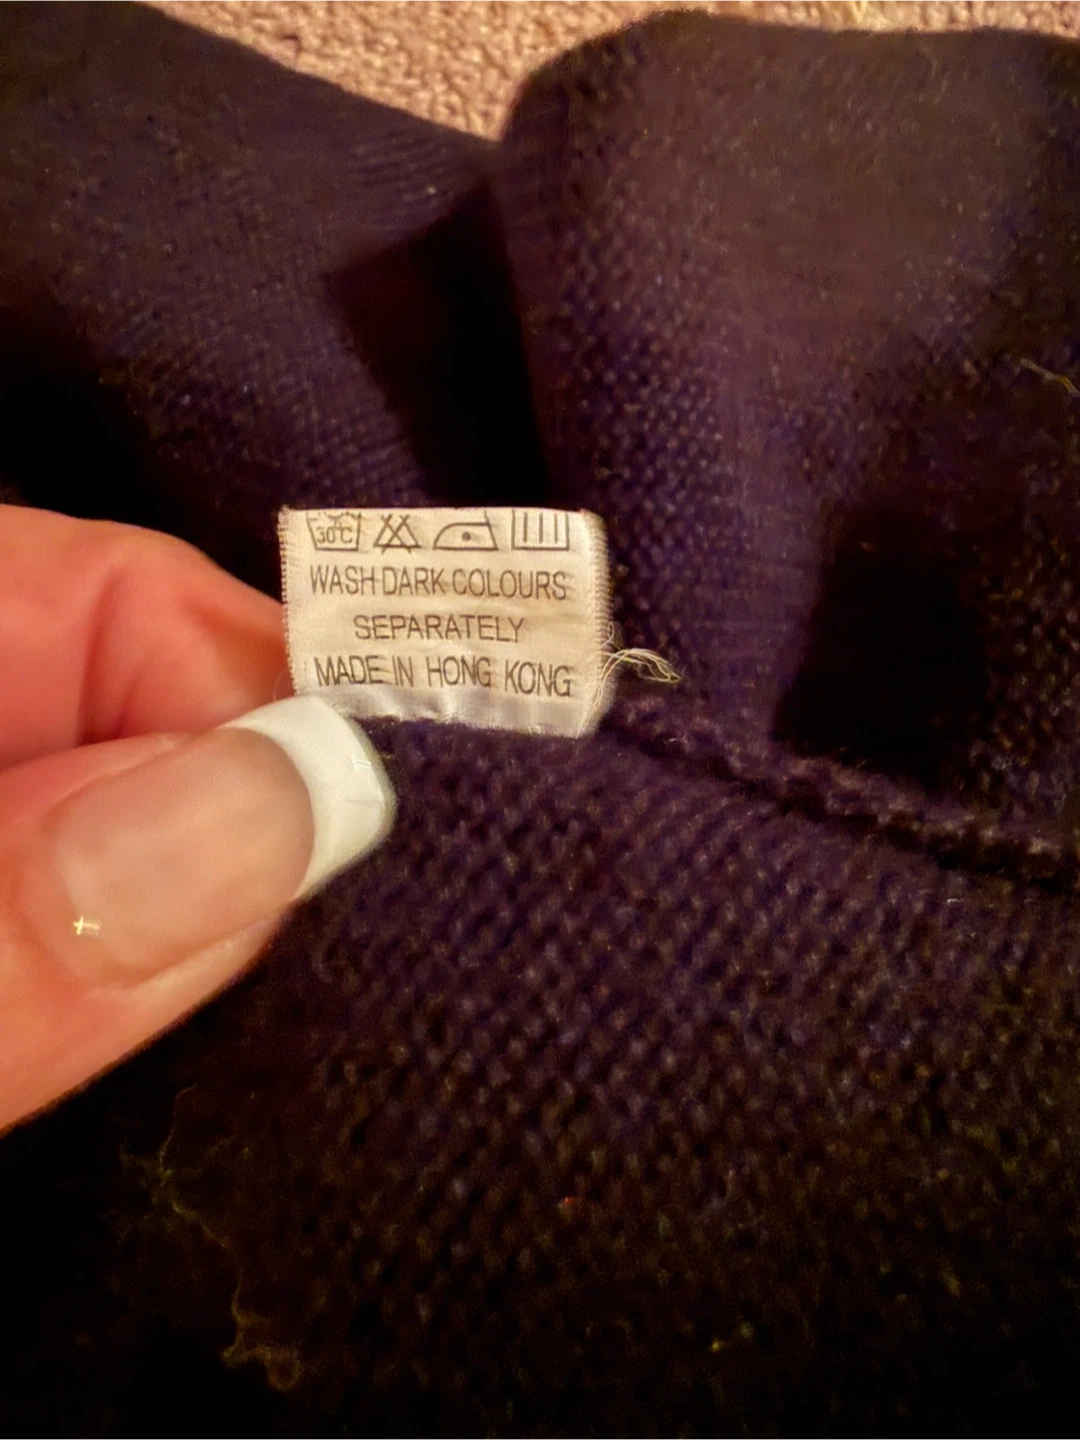 30°C
WASH DARK COLOURS
SEPARATELY
MADE IN HONG KONG